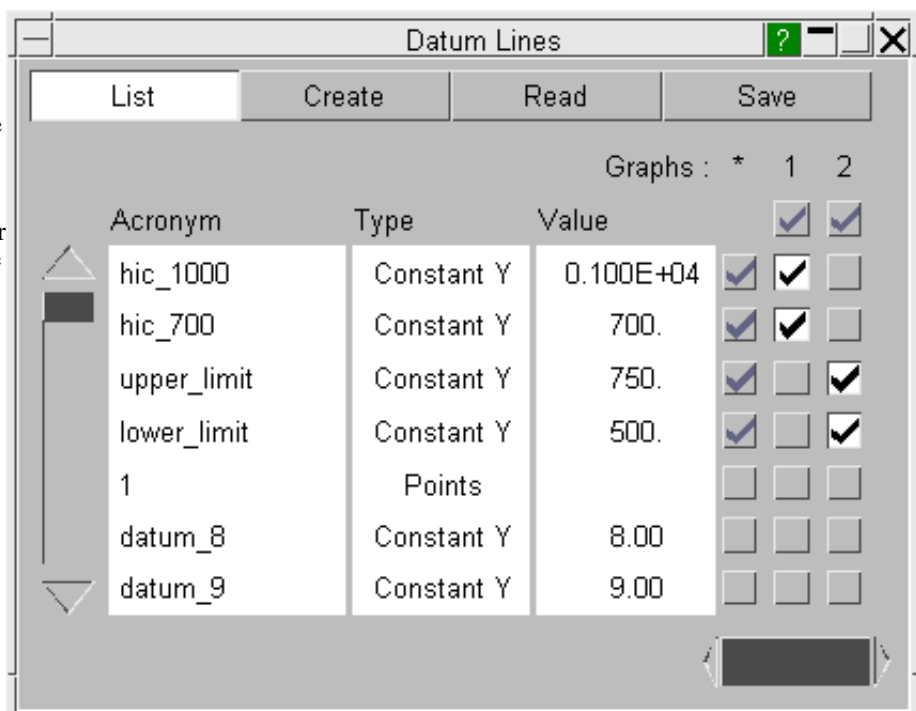 Datum Lines ?
List Create Read Save
Graphs : * 1 2
Acronym Type Value
hic_1000 Constant Y 0.100E+04
hic_700 Constant Y 700.
upper_limit Constant Y 750.
lower_limit Constant Y 500.
1 Points
datum_8 Constant Y 8.00
datum_9 Constant Y 9.00